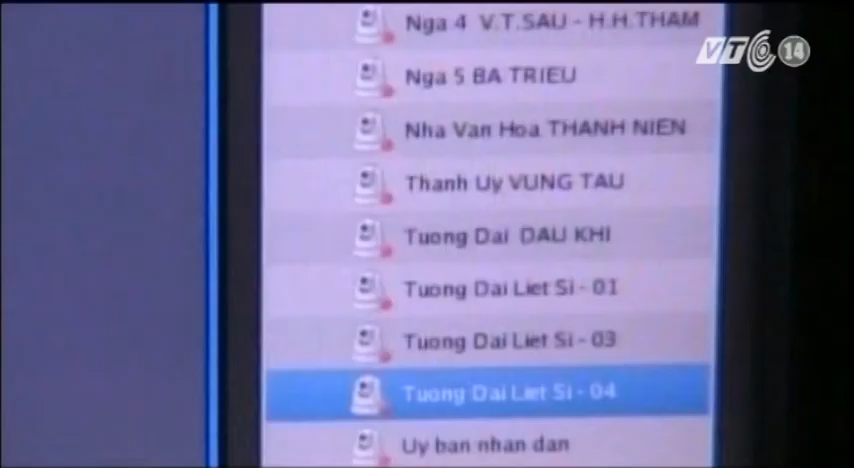 Nga 4 V.T.SAU - H.H.THAM
VTC 14
Nga 5 BA TRIEU
Nha Van Hoa THANH NIEN
Thanh Uy VUNG TAU
Tuong Dai DAU KHI
Tuong Dai Liet Si - 01
Tuong Dai Liet Si - 03
Tuong Dai Liet Si - 04
Uy ban nhan dan